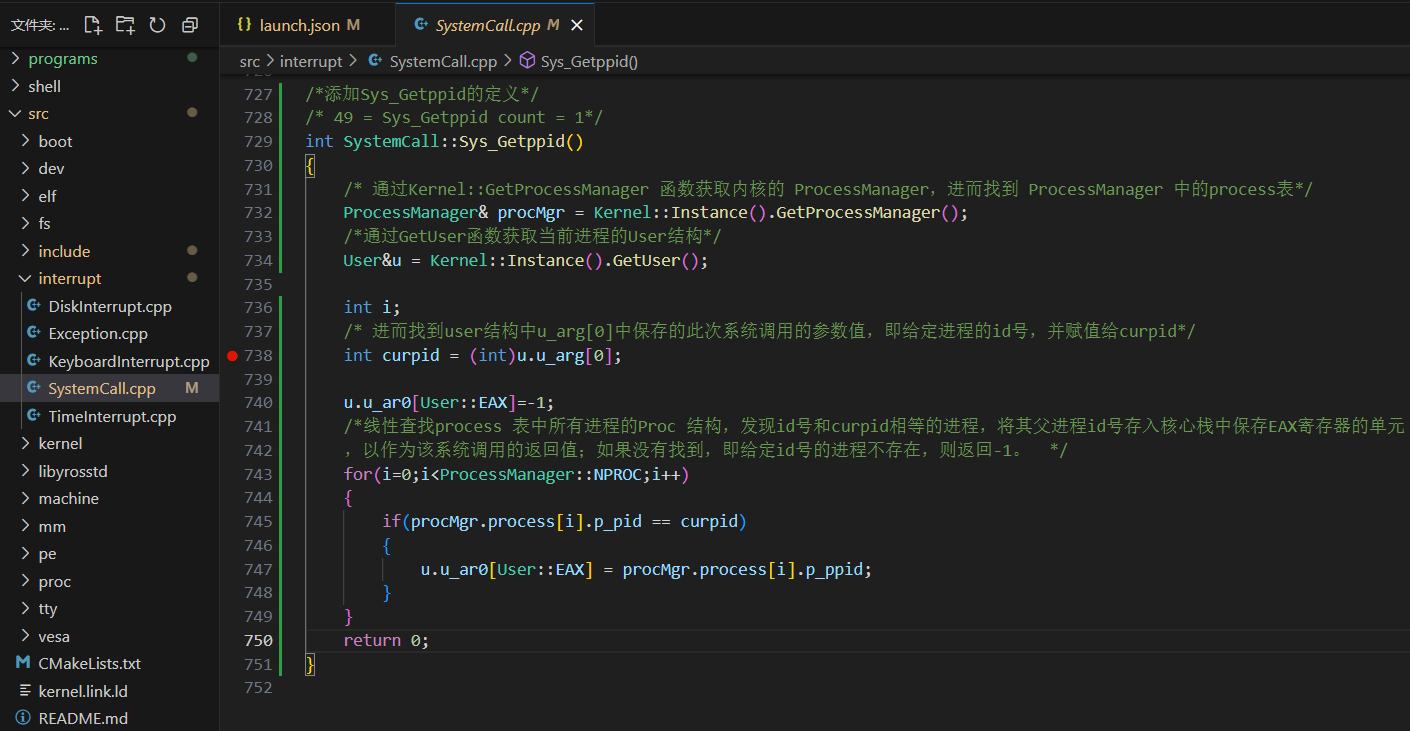 文件夹: ...
programs
shell
src
boot
dev
elf
fs
include
interrupt
DiskInterrupt.cpp
Exception.cpp
KeyboardInterrupt.cpp
SystemCall.cpp M
TimeInterrupt.cpp
kernel
libyrosstd
machine
mm
pe
proc
tty
vesa
CMakeLists.txt
kernel.link.ld
README.md
{} launch.json M
SystemCall.cpp M
src > interrupt > SystemCall.cpp > Sys_Getppid()
727 /*添加Sys_Getppid的定义*/
728 /* 49 = Sys_Getppid count = 1*/
729 int SystemCall::Sys_Getppid()
730 {
731 /* 通过Kernel::GetProcessManager 函数获取内核的 ProcessManager，进而找到 ProcessManager 中的process表*/
732 ProcessManager& procMgr = Kernel::Instance().GetProcessManager();
733 /*通过GetUser函数获取当前进程的User结构*/
734 User&u = Kernel::Instance().GetUser();
735
736 int i;
737 /* 进而找到user结构中u_arg[0]中保存的此次系统调用的参数值，即给定进程的id号，并赋值给curpid*/
738 int curpid = (int)u.u_arg[0];
739
740 u.u_ar0[User::EAX]=-1;
741 /*线性查找process 表中所有进程的Proc 结构，发现id号和curpid相等的进程，将其父进程id号存入核心栈中保存EAX寄存器的单元
742 ，以作为该系统调用的返回值；如果没有找到，即给定id号的进程不存在，则返回-1。 */
743 for(i=0;i<ProcessManager::NPROC;i++)
744 {
745 if(procMgr.process[i].p_pid == curpid)
746 {
747 u.u_ar0[User::EAX] = procMgr.process[i].p_ppid;
748 }
749 }
750 return 0;
751 }
752